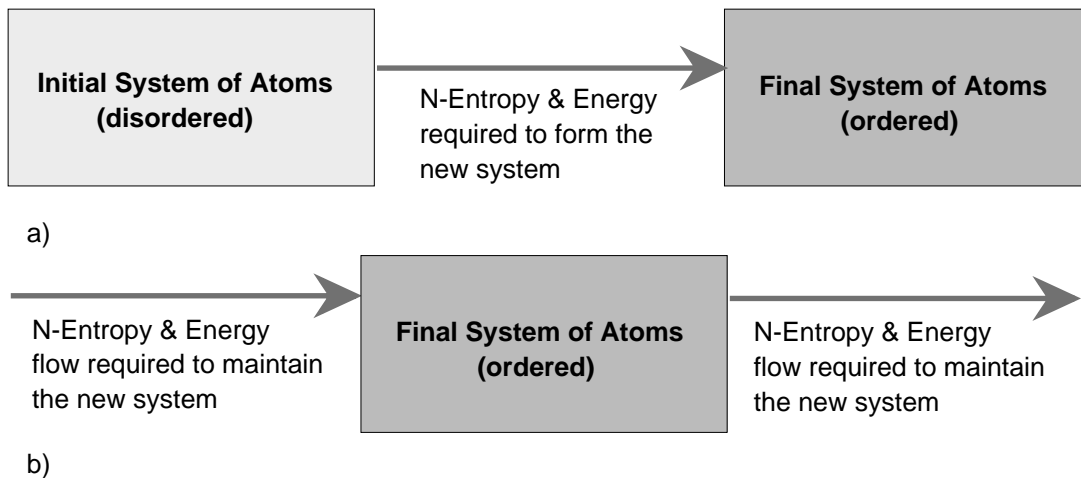 Initial System of Atoms
(disordered)
N-Entropy & Energy
required to form the
new system
Final System of Atoms
(ordered)
a)
N-Entropy & Energy
flow required to maintain
the new system
Final System of Atoms
(ordered)
N-Entropy & Energy
flow required to maintain
the new system
b)